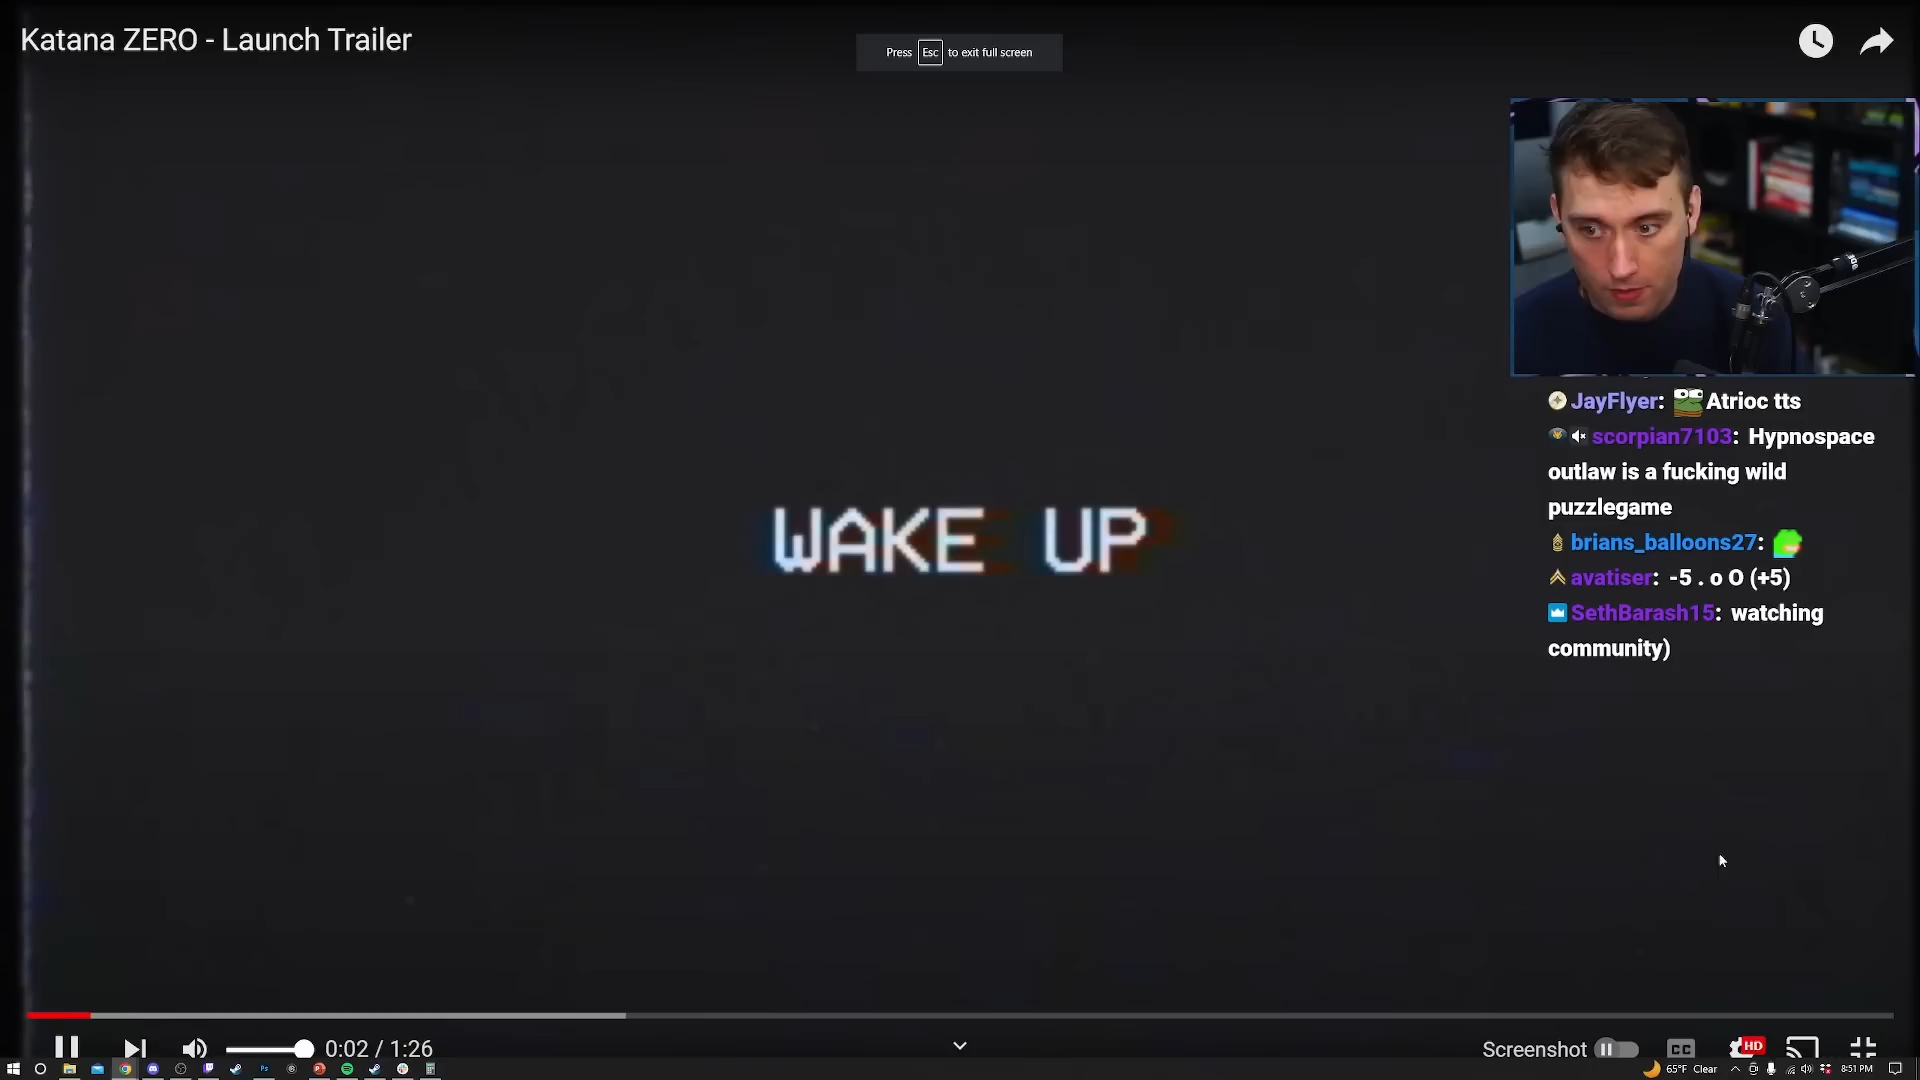 Katana ZERO - Launch Trailer
Press Esc to exit full screen
JayFlyer: Atrioc tts
scorpian7103: Hypnospace
outlaw is a fucking wild
puzzlegame
brians_balloons27:
avatiser: -5 . o O (+5)
SethBarash15: watching
community)
WAKE UP
0:02 / 1:26
Screenshot
CC
HD
65°F Clear
8:51 PM